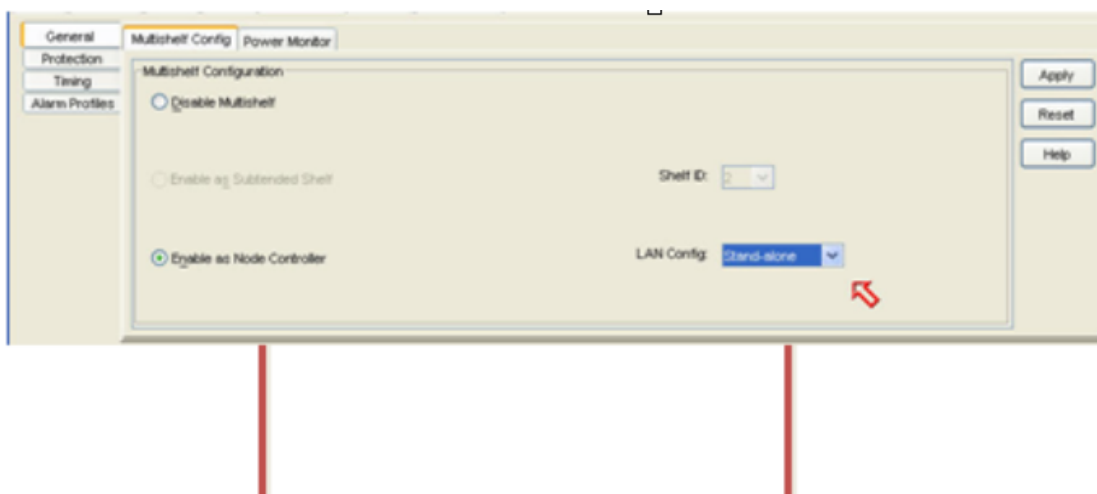 General
Protection
Timing
Alarm Profiles
Multishelf Config Power Monitor
Multishelf Configuration
Disable Multishelf
Enable as Subtended Shelf
Shelf ID: 2
Enable as Node Controller
LAN Config: Stand-alone
Apply
Reset
Help